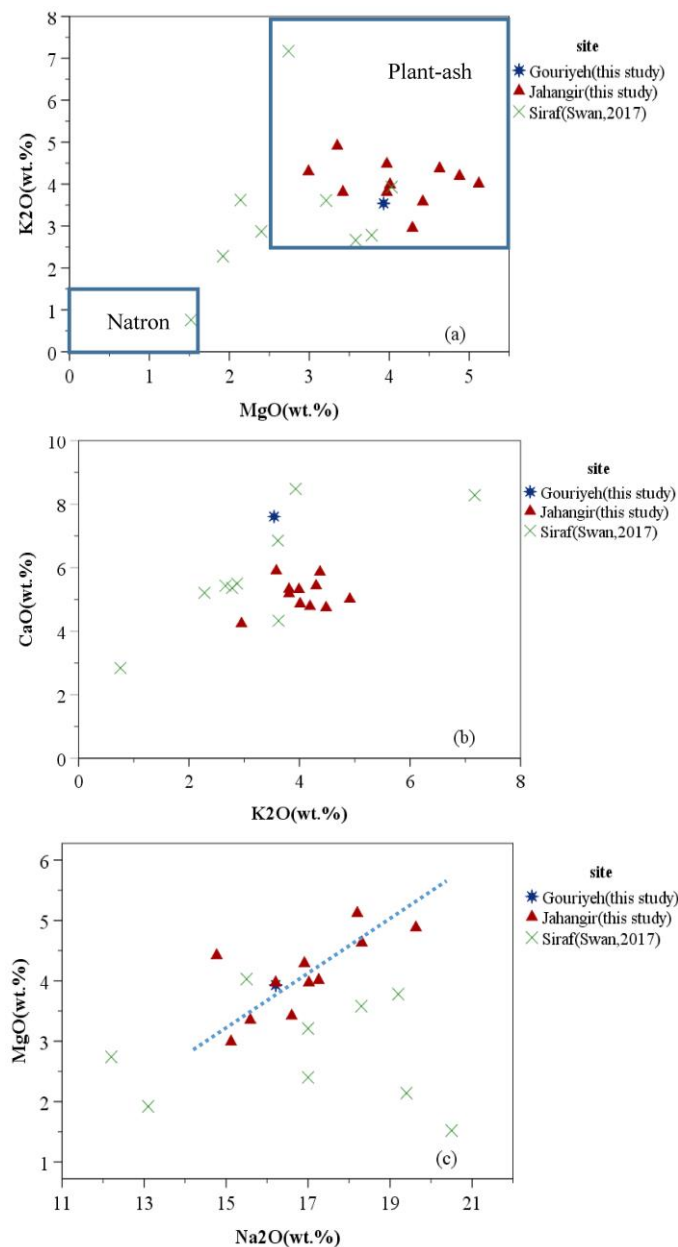 8
7
6
5
4
3
2
1
0
K2O(wt.%)
Plant-ash
Natron
(a)
0
1
2
3
4
5
MgO(wt.%)
site
Gouriyeh(this study)
Jahangir(this study)
Siraf(Swan,2017)
10
8
6
4
2
0
CaO(wt.%)
(b)
0
2
4
6
8
K2O(wt.%)
site
Gouriyeh(this study)
Jahangir(this study)
Siraf(Swan,2017)
6
5
4
3
2
1
MgO(wt.%)
(c)
11
13
15
17
19
21
Na2O(wt.%)
site
Gouriyeh(this study)
Jahangir(this study)
Siraf(Swan,2017)